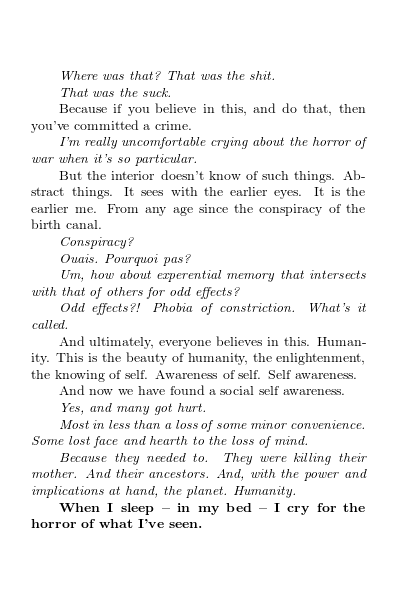 Where was that? That was the shit.
That was the suck.
Because if you believe in this, and do that, then
you've committed a crime.
I'm really uncomfortable crying about the horror of
war when it's so particular.
But the interior doesn't know of such things. Ab-
stract things. It sees with the earlier eyes. It is the
earlier me. From any age since the conspiracy of the
birth canal.
Conspiracy?
Ouais. Pourquoi pas?
Um, how about experential memory that intersects
with that of others for odd effects?
Odd effects?! Phobia of constriction. What's it
called.
And ultimately, everyone believes in this. Human-
ity. This is the beauty of humanity, the enlightenment,
the knowing of self. Awareness of self. Self awareness.
And now we have found a social self awareness.
Yes, and many got hurt.
Most in less than a loss of some minor convenience.
Some lost face and hearth to the loss of mind.
Because they needed to. They were killing their
mother. And their ancestors. And, with the power and
implications at hand, the planet. Humanity.
When I sleep – in my bed – I cry for the
horror of what I've seen.